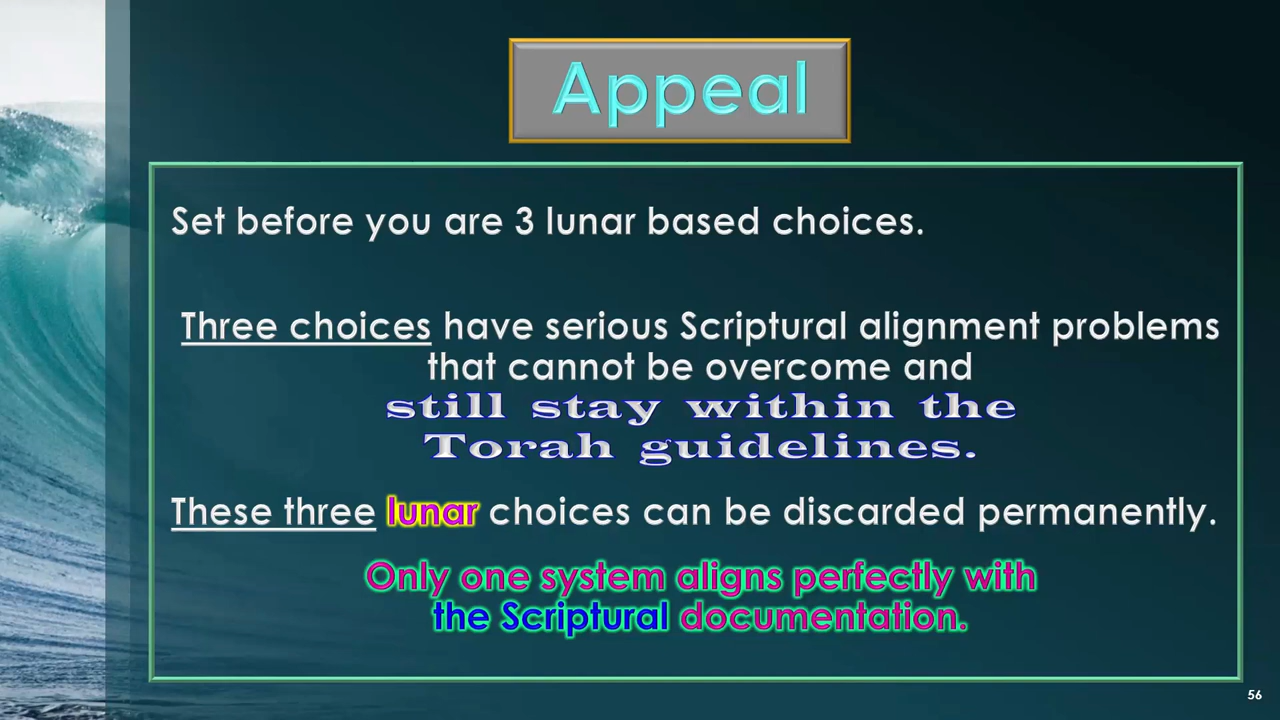 Appeal
Set before you are 3 lunar based choices.
Three choices have serious Scriptural alignment problems
that cannot be overcome and
still stay within the
Torah guidelines.
These three lunar choices can be discarded permanently.
Only one system aligns perfectly with
the Scriptural documentation.
56